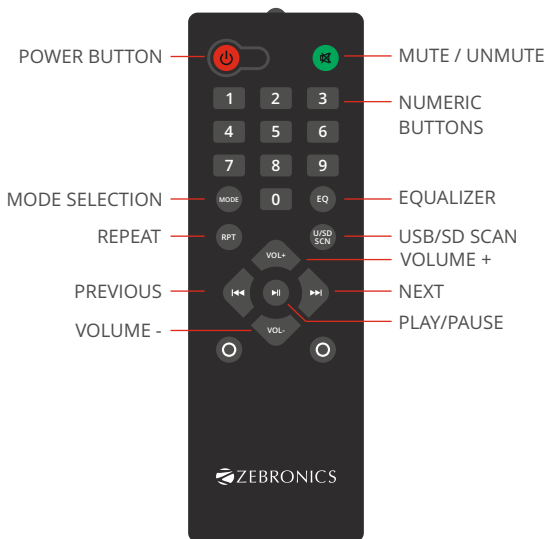 POWER BUTTON
MUTE / UNMUTE
1 2 3
NUMERIC
BUTTONS
4 5 6
7 8 9
MODE SELECTION
MODE
0
EQ
EQUALIZER
REPEAT
RPT
U/SD
SCN
USB/SD SCAN
VOL+
VOLUME +
PREVIOUS
NEXT
PLAY/PAUSE
VOLUME -
VOL-
ZEBRONICS